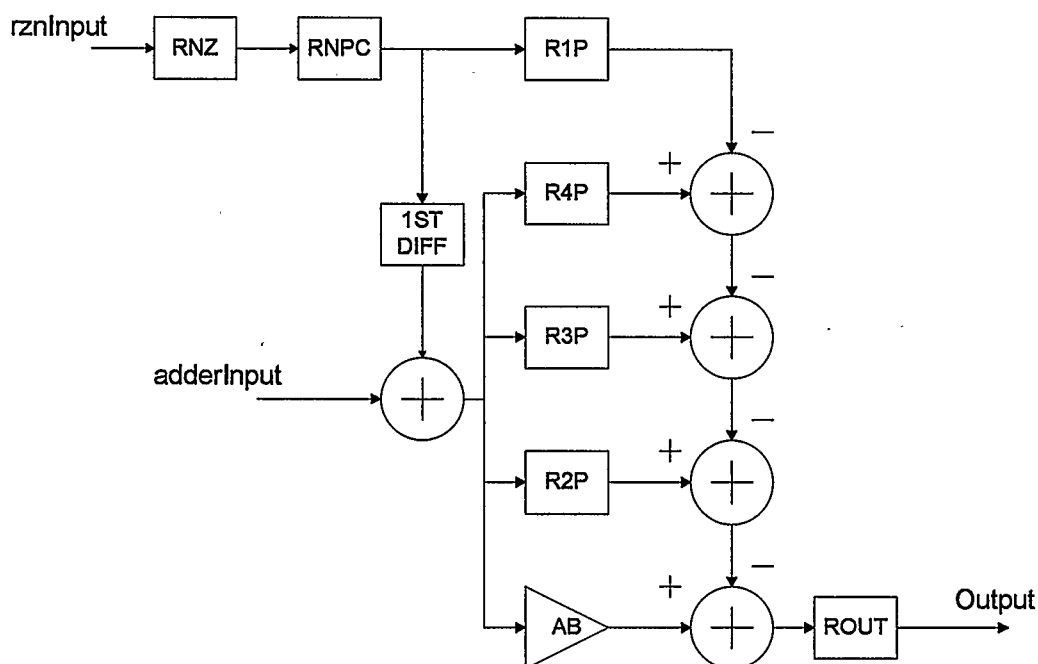 rznInput
RNZ
RNPC
R1P
−
+
R4P
+
1ST
DIFF
−
+
R3P
+
adderInput
+
−
+
R2P
+
−
+
AB
+
ROUT
Output